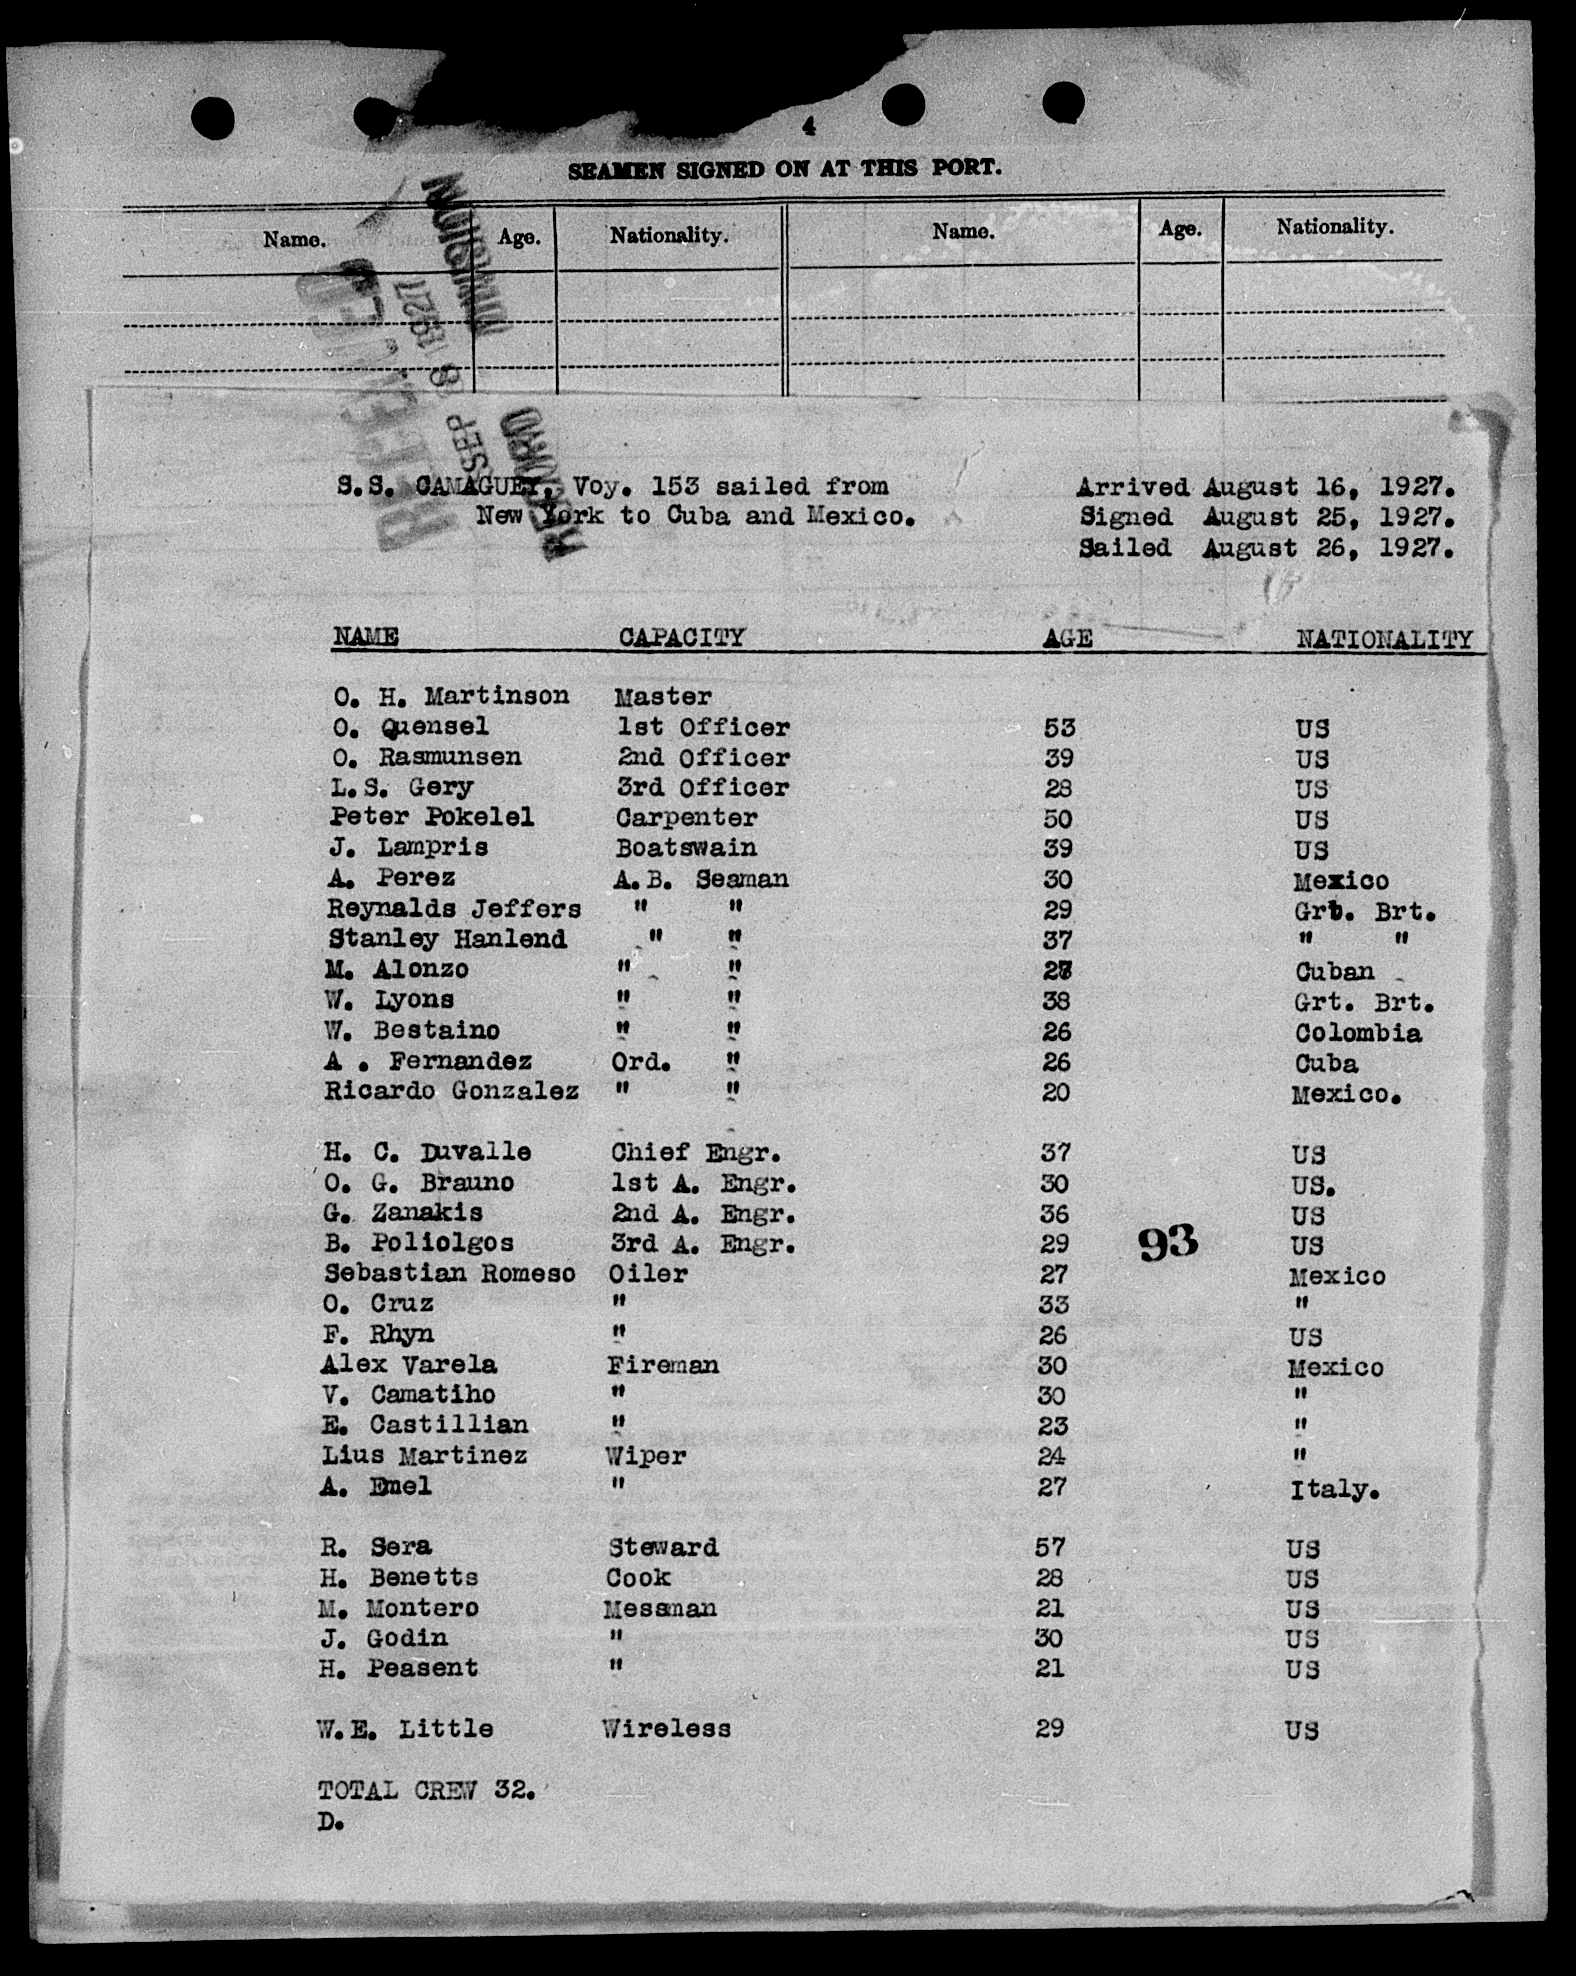 4
SEAMEN SIGNED ON AT THIS PORT.
Name. Age. Nationality. Name. Age. Nationality.
RECEIVED
SEP 8 1927
RECORD
DIVISION
S.S. CAMAGUEY, Voy. 153 sailed from Arrived August 16, 1927.
New York to Cuba and Mexico. Signed August 25, 1927.
Sailed August 26, 1927.
NAME CAPACITY AGE NATIONALITY
O. H. Martinson Master
O. Quensel 1st Officer 53 US
O. Rasmunsen 2nd Officer 39 US
L.S. Gery 3rd Officer 28 US
Peter Pokelel Carpenter 50 US
J. Lampris Boatswain 39 US
A. Perez A.B. Seaman 30 Mexico
Reynalds Jeffers " " 29 Grt. Brt.
Stanley Hanlend " " 37 " "
M. Alonzo " " Cuban
W. Lyons " " 38 Grt. Brt.
W. Bestaino " " 26 Colombia
A . Fernandez Ord. " 26 Cuba
Ricardo Gonzalez " " 20 Mexico.
H. C. Duvalle Chief Engr. 37 US
O. G. Brauno 1st A. Engr. 30 US.
G. Zanakis 2nd A. Engr. 36 US
B. Poliolgos 3rd A. Engr. 29 93 US
Sebastian Romeso Oiler 27 Mexico
O. Cruz " 33 "
F. Rhyn " 26 US
Alex Varela Fireman 30 Mexico
V. Camatiho " 30 "
E. Castillian " 23 "
Lius Martinez Wiper 24 "
A. Emel " 27 Italy.
R. Sera Steward 57 US
H. Benetts Cook 28 US
M. Montero Messman 21 US
J. Godin " 30 US
H. Peasent " 21 US
W.E. Little Wireless 29 US
TOTAL CREW 32.
D.